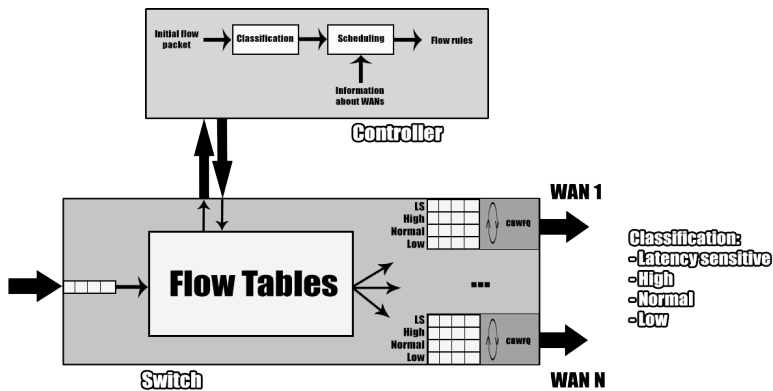 Initial flow
packet
Classification
Scheduling
Flow rules
Information
about WANs
Controller
WAN 1
LS
High
Normal
Low
CBWFQ
Flow Tables
...
Classification:
- Latency sensitive
- High
- Normal
- Low
LS
High
Normal
Low
CBWFQ
Switch
WAN N